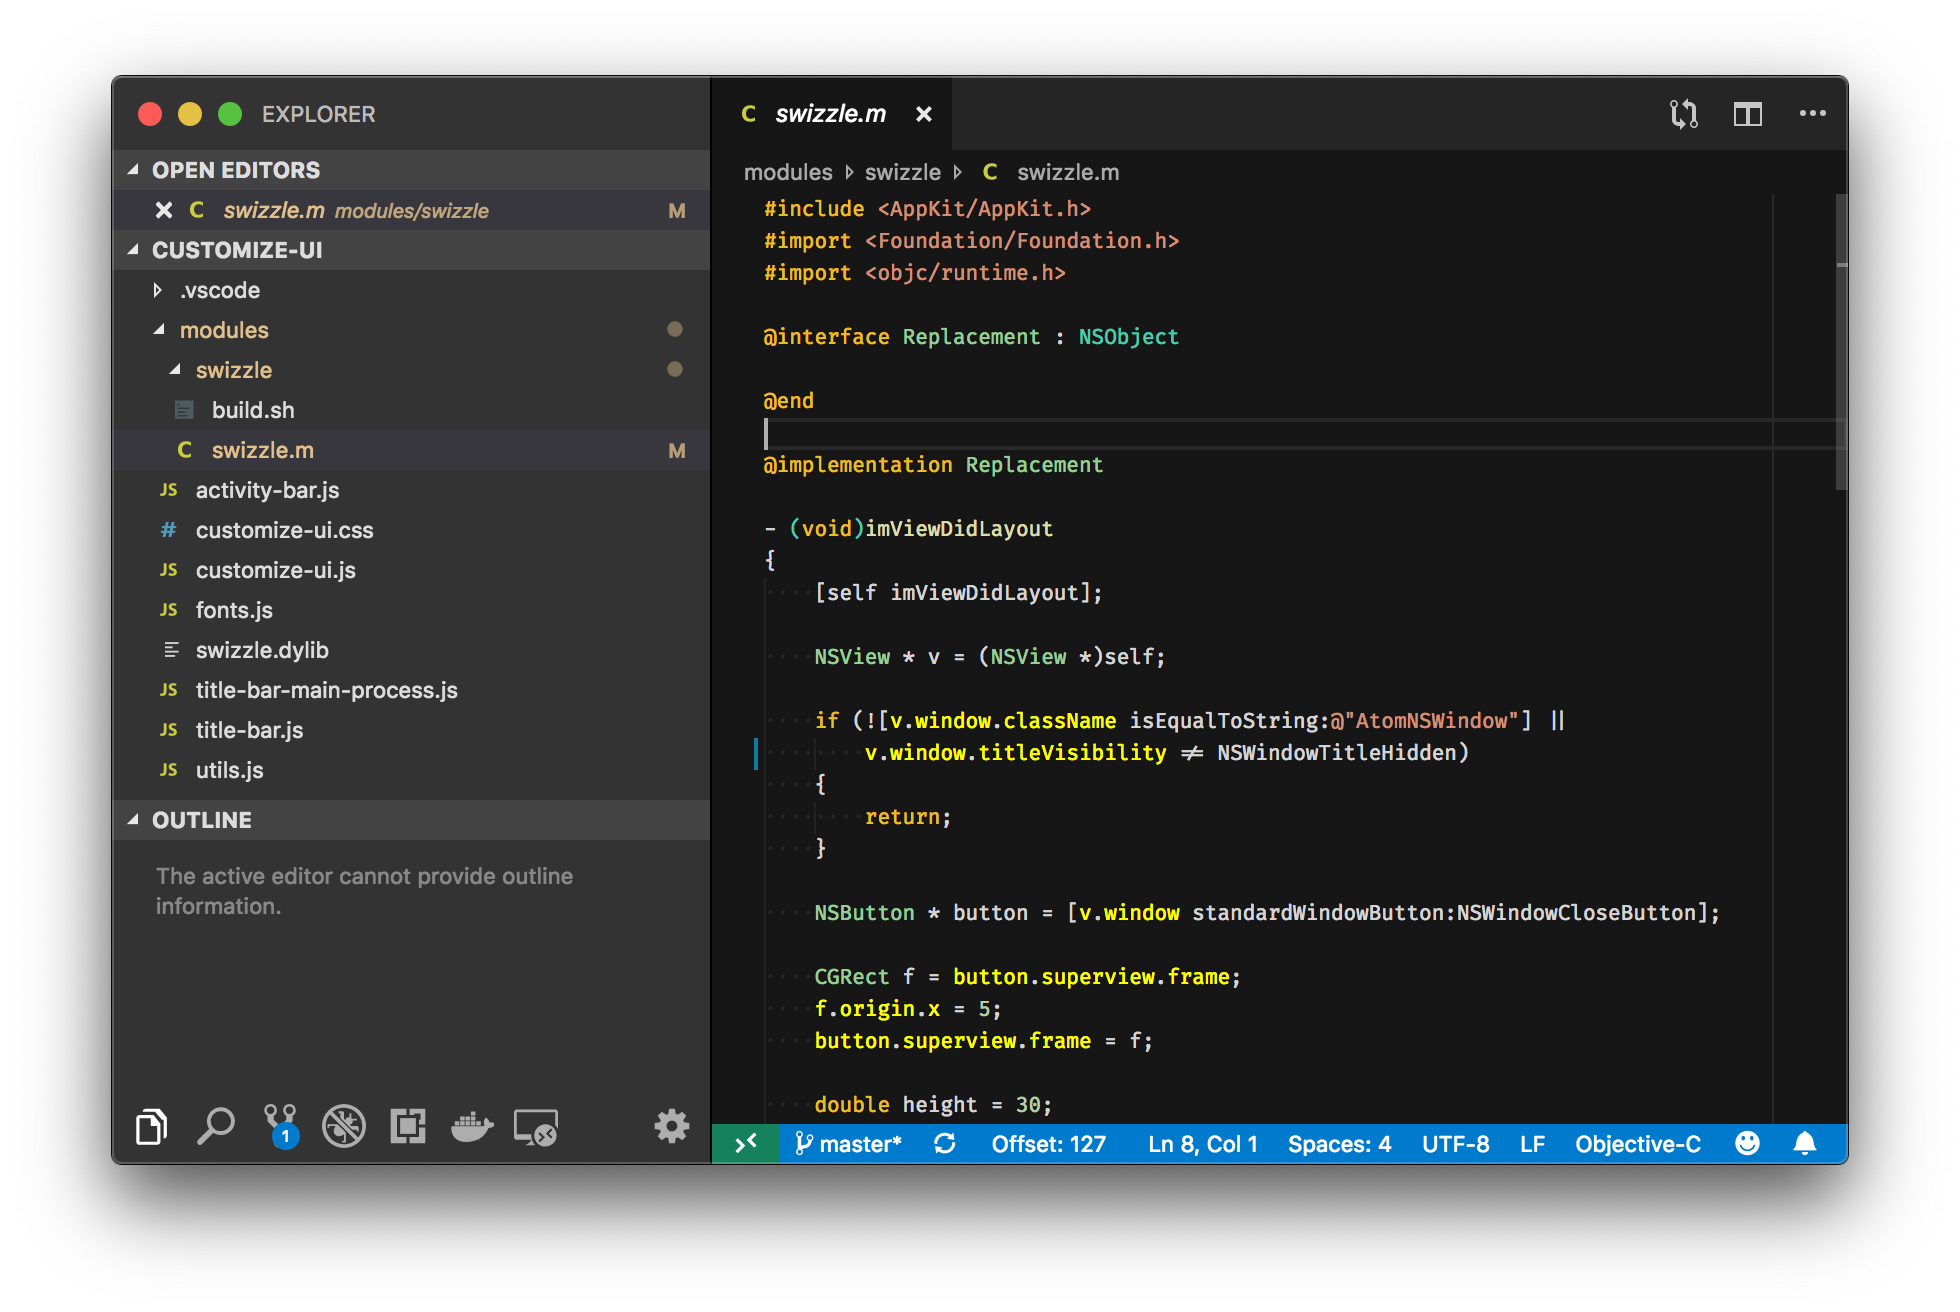 EXPLORER
OPEN EDITORS
C swizzle.m modules/swizzle M
CUSTOMIZE-UI
.vscode
modules
swizzle
build.sh
C swizzle.m M
JS activity-bar.js
# customize-ui.css
JS customize-ui.js
JS fonts.js
swizzle.dylib
JS title-bar-main-process.js
JS title-bar.js
JS utils.js
OUTLINE
The active editor cannot provide outline
information.
1
C swizzle.m
modules swizzle C swizzle.m
#include <AppKit/AppKit.h>
#import <Foundation/Foundation.h>
#import <objc/runtime.h>
@interface Replacement : NSObject
@end
@implementation Replacement
- (void)imViewDidLayout
{
[self imViewDidLayout];
NSView * v = (NSView *)self;
if (![v.window.className isEqualToString:@"AtomNSWindow"] ||
v.window.titleVisibility ≠ NSWindowTitleHidden)
{
return;
}
NSButton * button = [v.window standardWindowButton:NSWindowCloseButton];
CGRect f = button.superview.frame;
f.origin.x = 5;
button.superview.frame = f;
double height = 30;
master* Offset: 127 Ln 8, Col 1 Spaces: 4 UTF-8 LF Objective-C